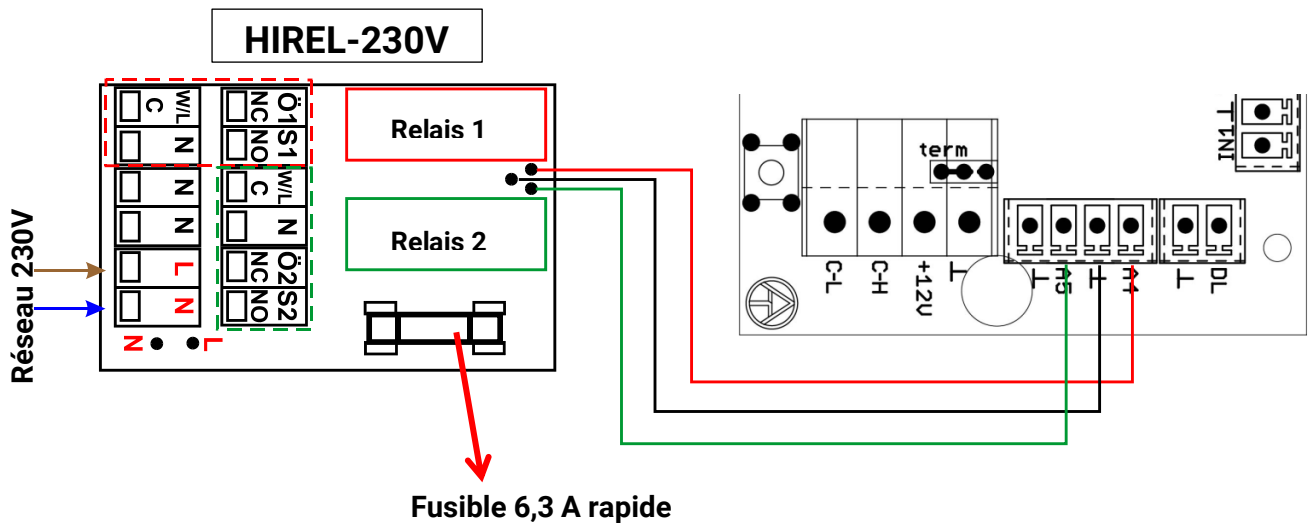 HIREL-230V
C W/L
N
N
N
L
N
NC Ö1
NO S1
C W/L
N
NC Ö2
NO S2
N
L
Réseau 230V
Relais 1
Relais 2
Fusible 6,3 A rapide
term
C-L
C-H
+12V
⊥
⊥
A5
⊥
A4
⊥
DL
⊥
IN1